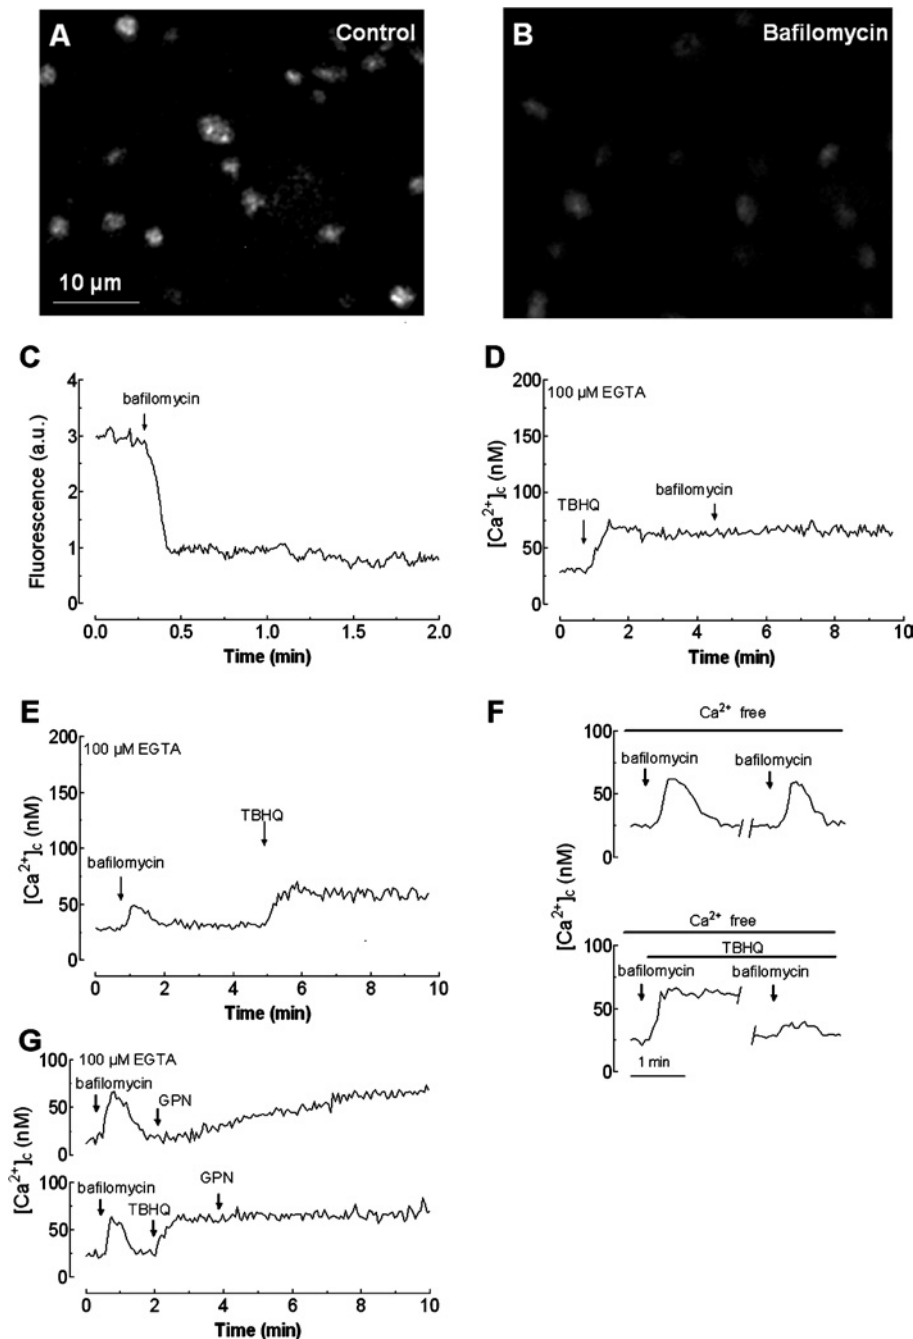 A Control
B Bafilomycin
10 µm
C
4
3
2
1
0
Fluorescence (a.u.)
bafilomycin
0.0 0.5 1.0 1.5 2.0
Time (min)
D
200
150
100
50
0
[Ca²⁺]c (nM)
100 µM EGTA
TBHQ
bafilomycin
0 2 4 6 8 10
Time (min)
E
200
150
100
50
0
[Ca²⁺]c (nM)
100 µM EGTA
bafilomycin
TBHQ
0 2 4 6 8 10
Time (min)
F
[Ca²⁺]c (nM)
Ca²⁺ free
100
50
0
bafilomycin bafilomycin
Ca²⁺ free
TBHQ
100
50
0
bafilomycin bafilomycin
1 min
G
[Ca²⁺]c (nM)
100
50
0
100 µM EGTA
bafilomycin
GPN
100
50
0
bafilomycin
TBHQ
GPN
0 2 4 6 8 10
Time (min)